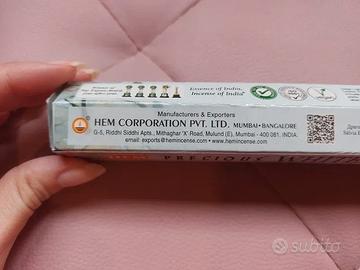 Essence of India,
Incense of India
Manufacturers & Exporters
HEM CORPORATION PVT. LTD. MUMBAI • BANGALORE
G-5, Riddhi Siddhi Apts., Mithaghar 'X' Road, Mulund (E), Mumbai - 400 081. INDIA.
email: exports@hemincense.com • www.hemincense.com
HEM PRECIOUS
subito